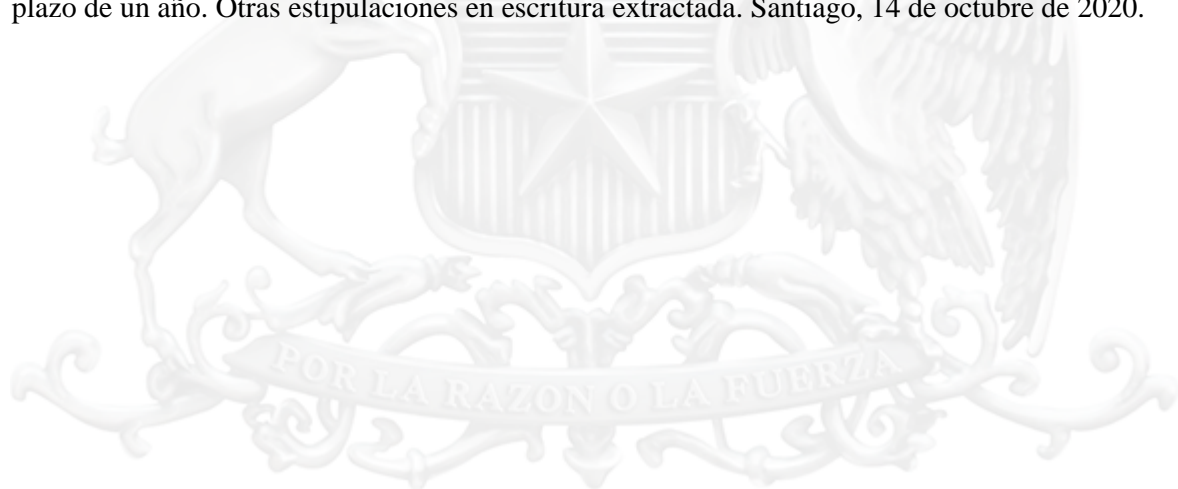 plazo de un año. Otras estipulaciones en escritura extractada. Santiago, 14 de octubre de 2020.
POR LA RAZON O LA FUERZA